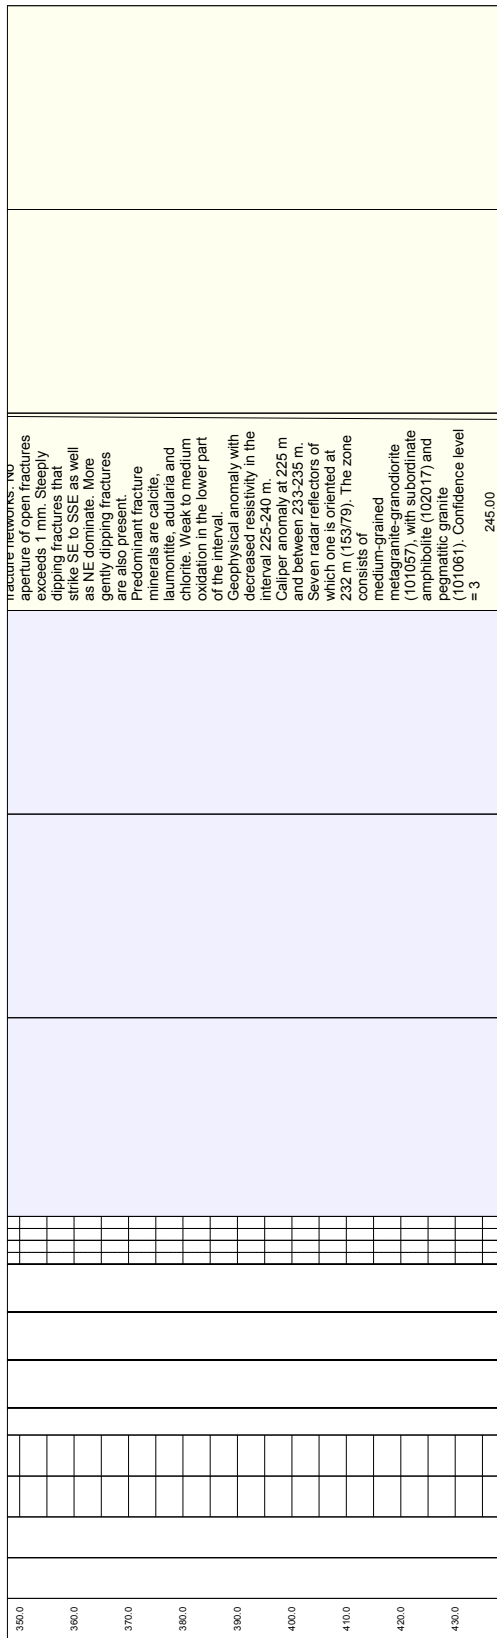 fracture networks. No
aperture of open fractures
exceeds 1 mm. Steeply
dipping fractures that
strike SE to SSE as well
as NE dominate. More
gently dipping fractures
are also present.
Predominant fracture
minerals are calcite,
laumontite, adularia and
chlorite. Weak to medium
oxidation in the lower part
of the interval.
Geophysical anomaly with
decreased resistivity in the
interval 225-240 m.
Caliper anomaly at 225 m
and between 233-235 m.
Seven radar reflectors of
which one is oriented at
232 m (153/79). The zone
consists of
medium-grained
metagranite-granodiorite
(101057), with subordinate
amphibolite (102017) and
pegmatitic granite
(101061). Confidence level
= 3
245.00
350.0
360.0
370.0
380.0
390.0
400.0
410.0
420.0
430.0